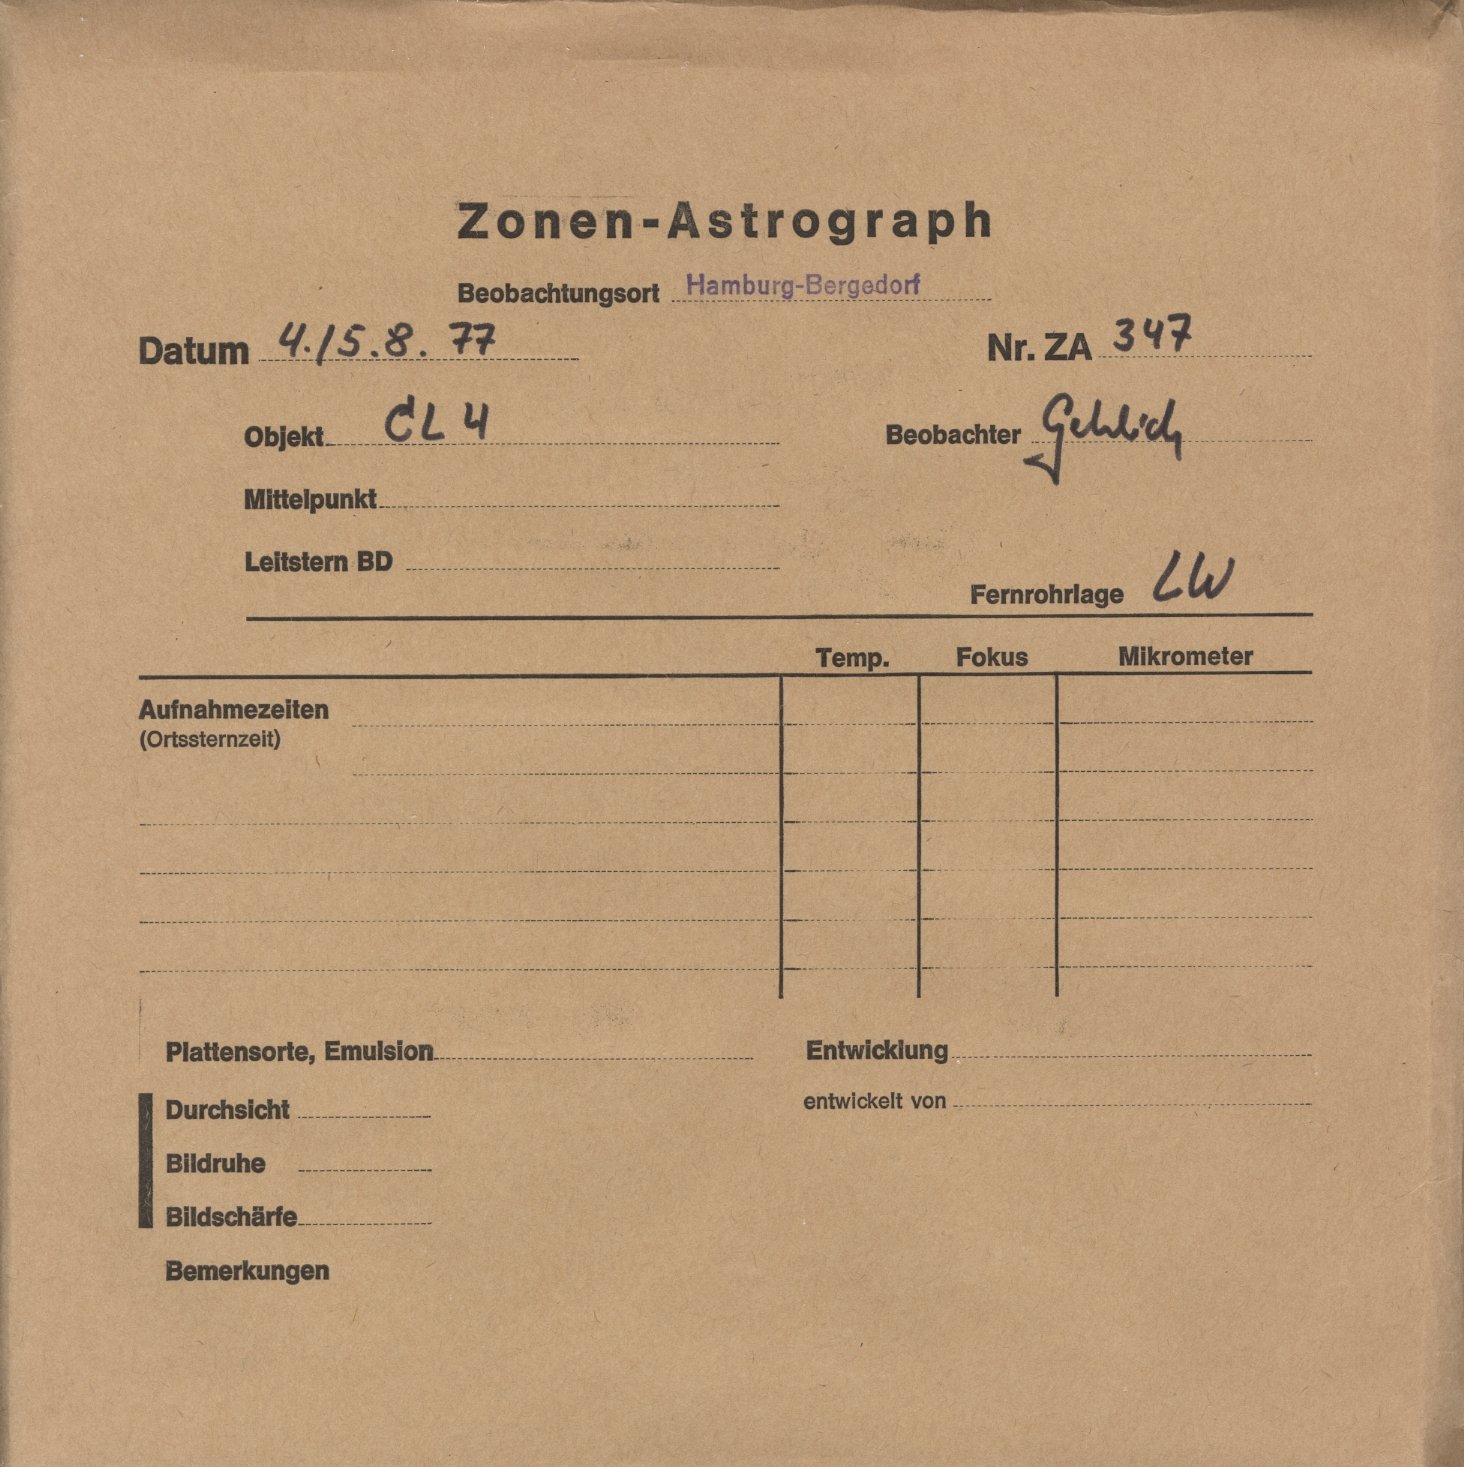 Zonen-Astrograph
Beobachtungsort Hamburg-Bergedorf
Datum 4./5.8.77 Nr. ZA 347
Objekt CL 4 Beobachter Gehlich
Mittelpunkt
Leitstern BD
Fernrohrlage LW
Temp. Fokus Mikrometer
Aufnahmezeiten
(Ortssternzeit)
Plattensorte, Emulsion Entwicklung
Durchsicht entwickelt von
Bildruhe
Bildschärfe
Bemerkungen